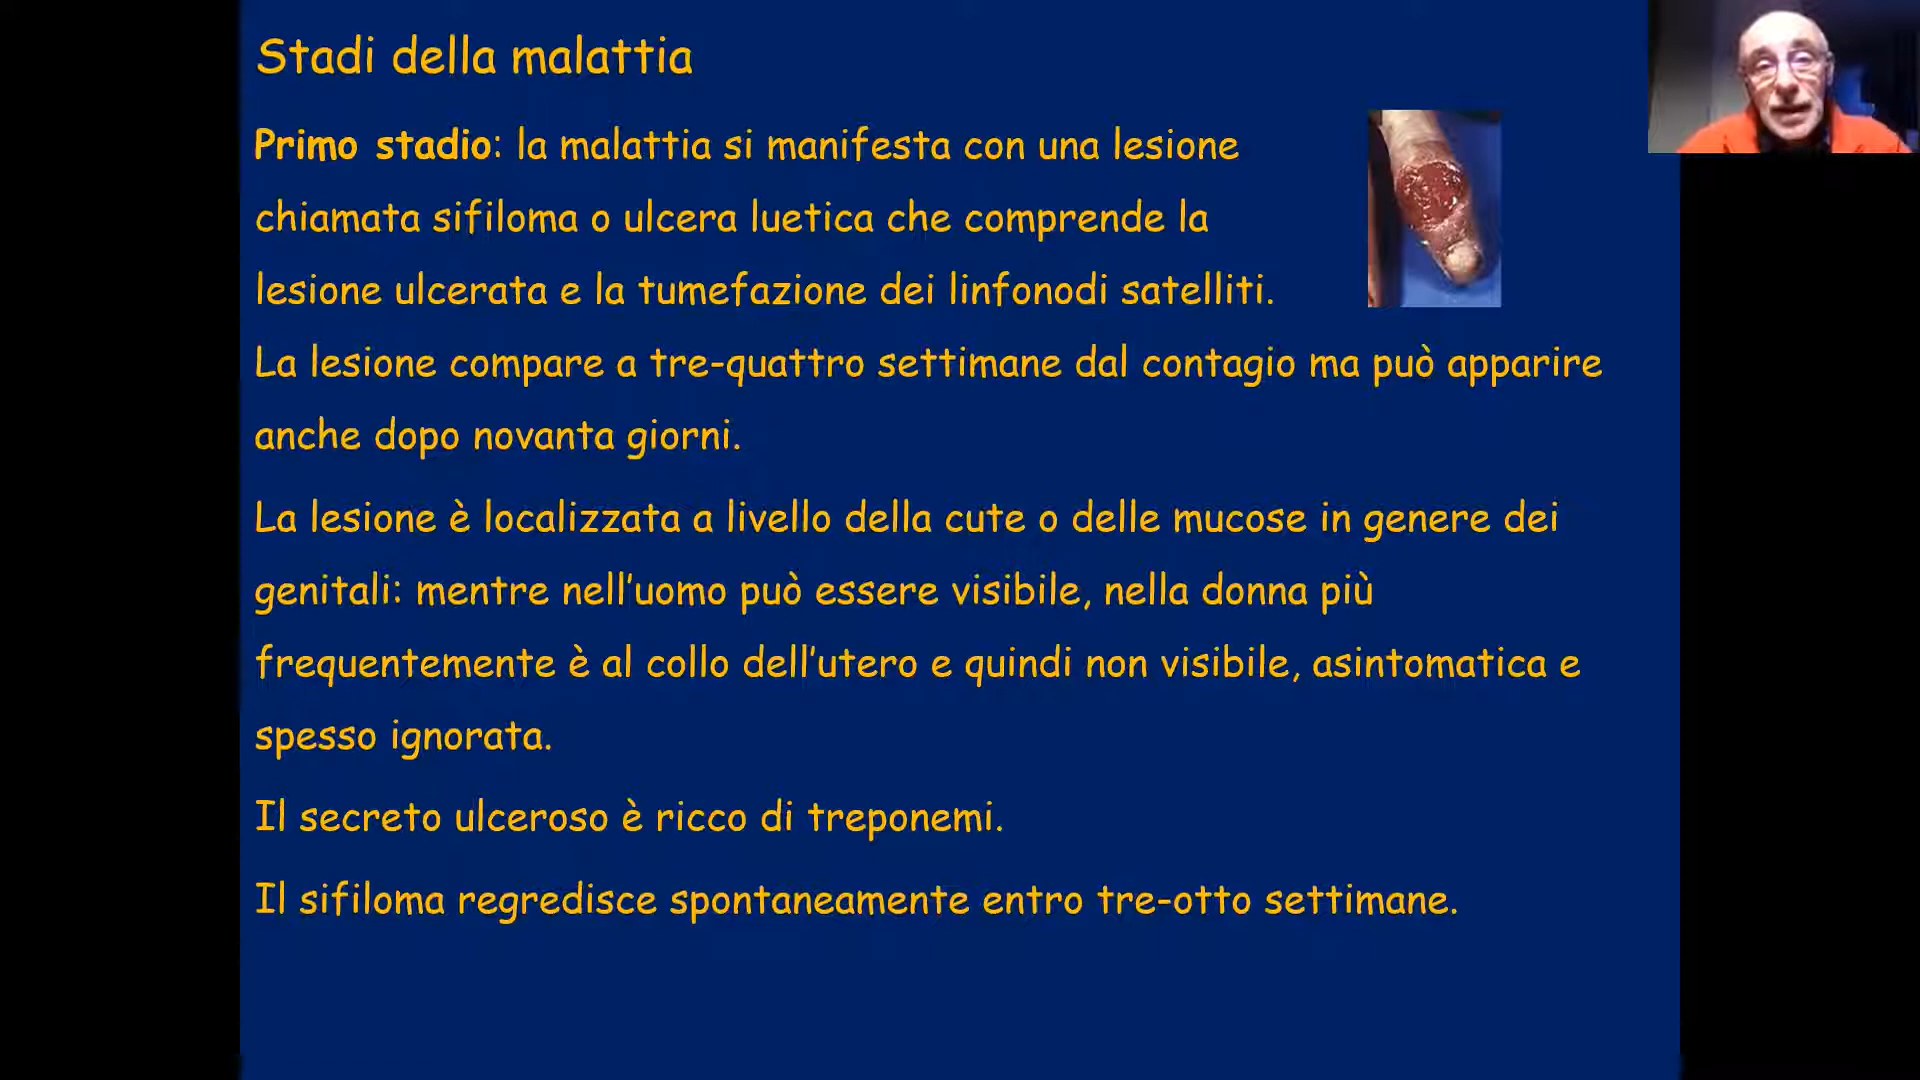 Stadi della malattia
Primo stadio: la malattia si manifesta con una lesione
chiamata sifiloma o ulcera luetica che comprende la
lesione ulcerata e la tumefazione dei linfonodi satelliti.
La lesione compare a tre-quattro settimane dal contagio ma può apparire
anche dopo novanta giorni.
La lesione è localizzata a livello della cute o delle mucose in genere dei
genitali: mentre nell’uomo può essere visibile, nella donna più
frequentemente è al collo dell’utero e quindi non visibile, asintomatica e
spesso ignorata.
Il secreto ulceroso è ricco di treponemi.
Il sifiloma regredisce spontaneamente entro tre-otto settimane.